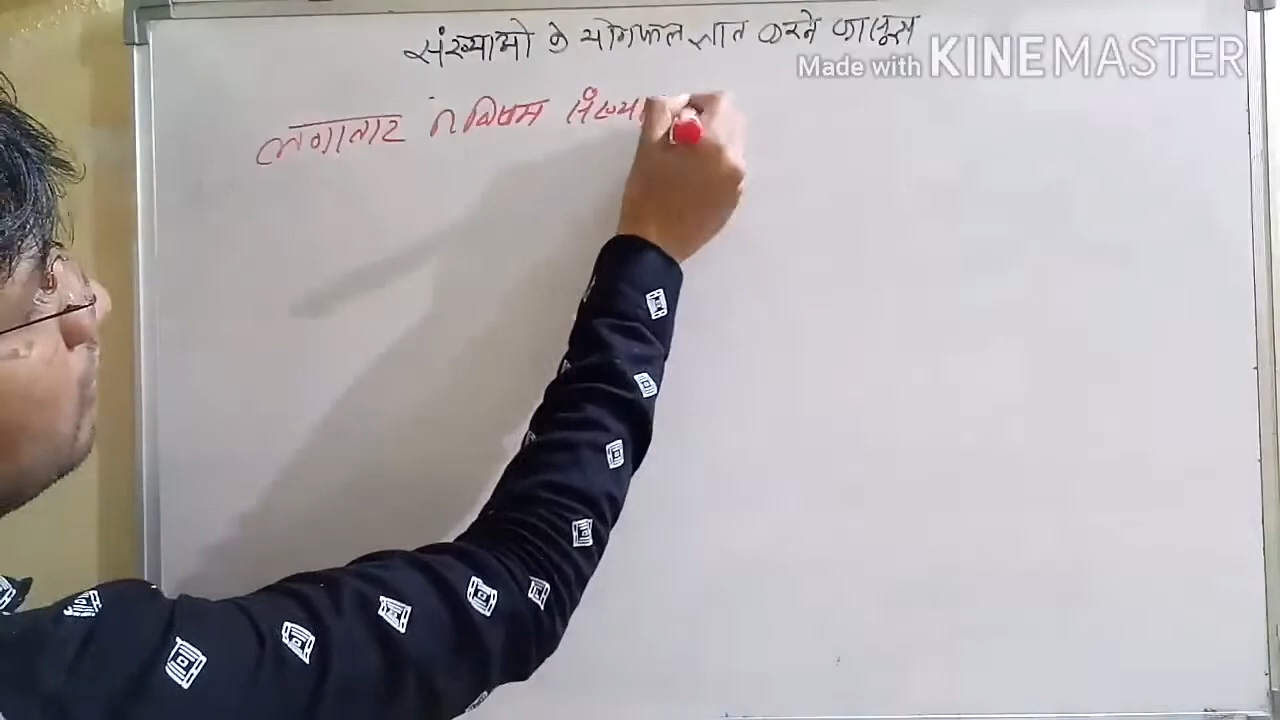 संख्याओ के योगफल ज्ञात करने का सूत्र
Made with KINEMASTER
लगातार n विषम संख्या